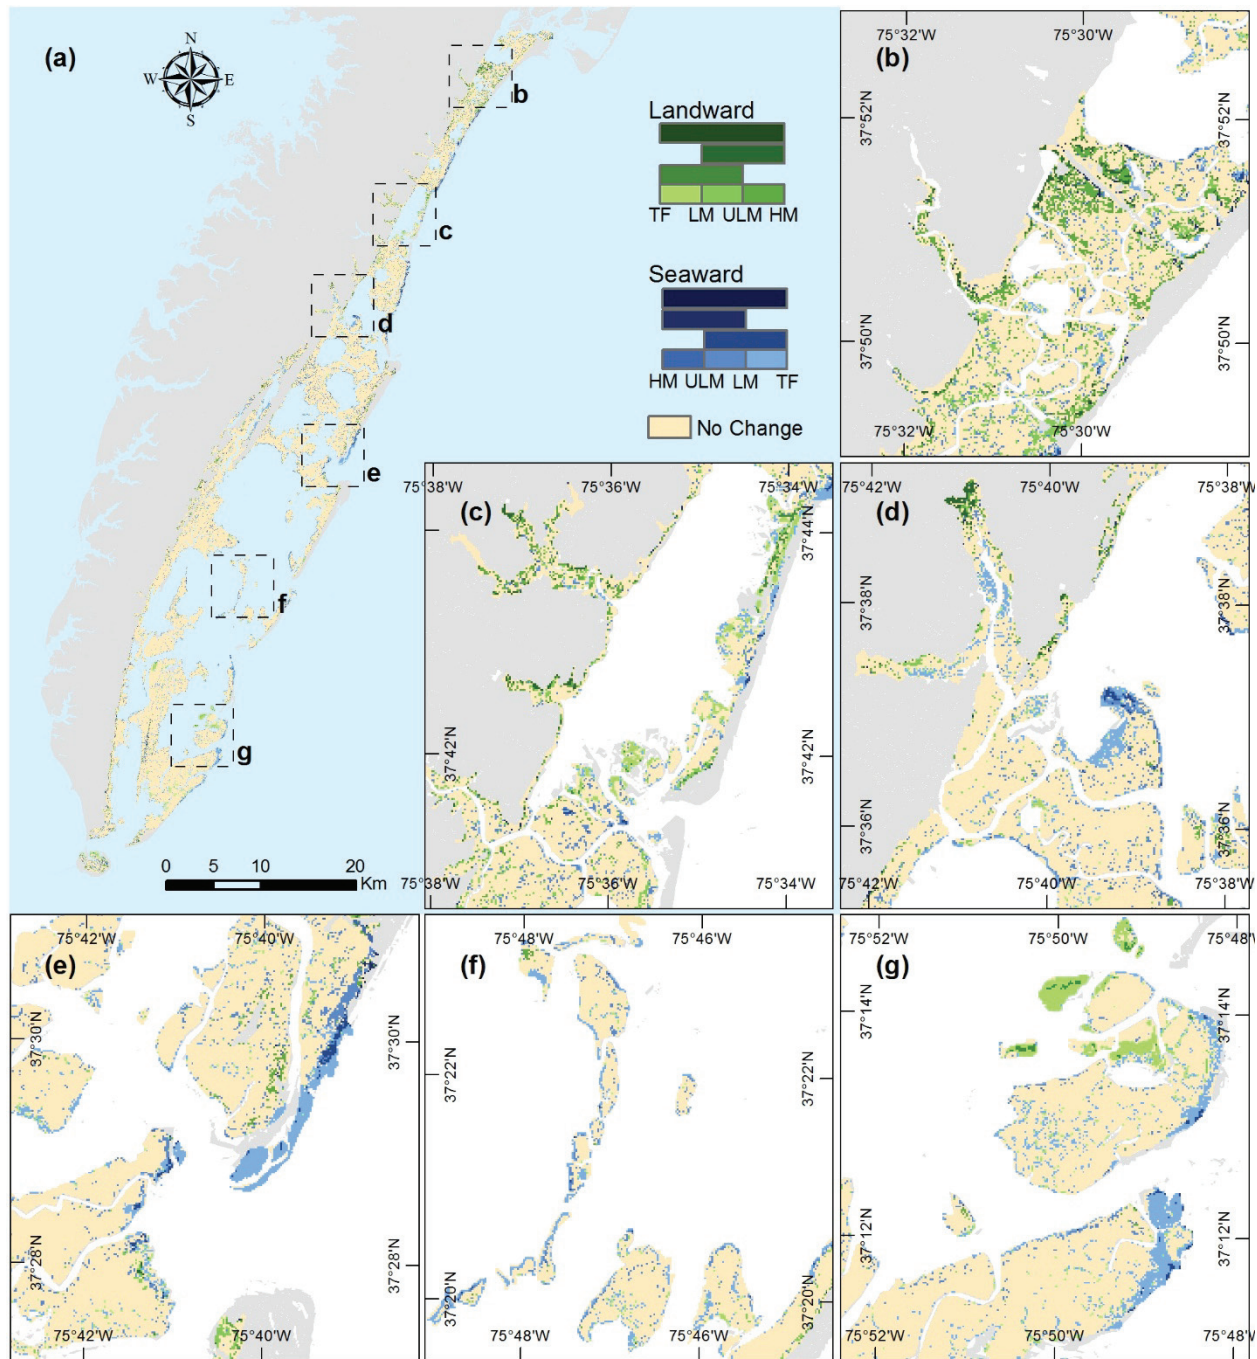 (a)
N
W E
S
b
c
d
e
f
g
Landward
TF LM ULM HM
Seaward
HM ULM LM TF
No Change
0 5 10 20
Km
(b)
75°32'W 75°30'W
37°52'N 37°52'N
37°50'N 37°50'N
75°32'W 75°30'W
(c)
75°38'W 75°36'W 75°34'W
37°44'N
37°42'N 37°42'N
75°38'W 75°36'W 75°34'W
(d)
75°42'W 75°40'W 75°38'W
37°38'N 37°38'N
37°36'N 37°36'N
75°42'W 75°40'W 75°38'W
(e)
75°42'W 75°40'W
37°30'N 37°30'N
37°28'N 37°28'N
75°42'W 75°40'W
(f)
75°48'W 75°46'W
37°22'N 37°22'N
37°20'N 37°20'N
75°48'W 75°46'W
(g)
75°52'W 75°50'W 75°48'W
37°14'N 37°14'N
37°12'N 37°12'N
75°52'W 75°50'W 75°48'W